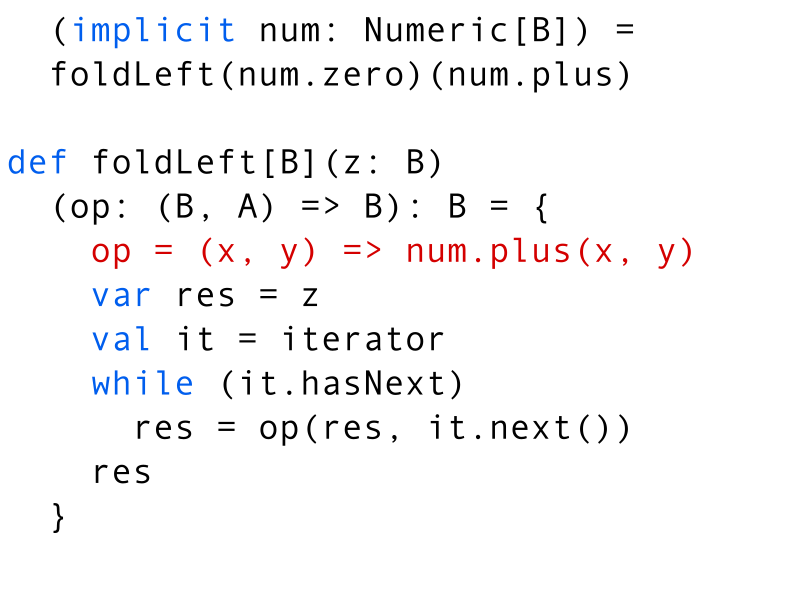 (implicit num: Numeric[B]) =
foldLeft(num.zero)(num.plus)
def foldLeft[B](z: B)
(op: (B, A) => B): B = {
op = (x, y) => num.plus(x, y)
var res = z
val it = iterator
while (it.hasNext)
res = op(res, it.next())
res
}